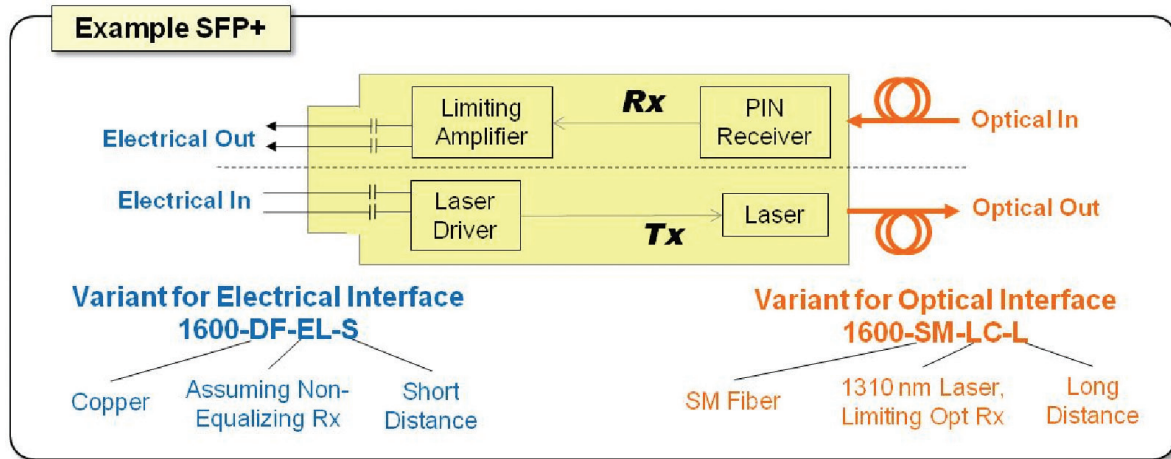 Example SFP+
Electrical Out
Limiting
Amplifier
Rx
PIN
Receiver
Optical In
Electrical In
Laser
Driver
Tx
Laser
Optical Out
Variant for Electrical Interface
1600-DF-EL-S
Copper
Assuming Non-
Equalizing Rx
Short
Distance
Variant for Optical Interface
1600-SM-LC-L
SM Fiber
1310 nm Laser,
Limiting Opt Rx
Long
Distance